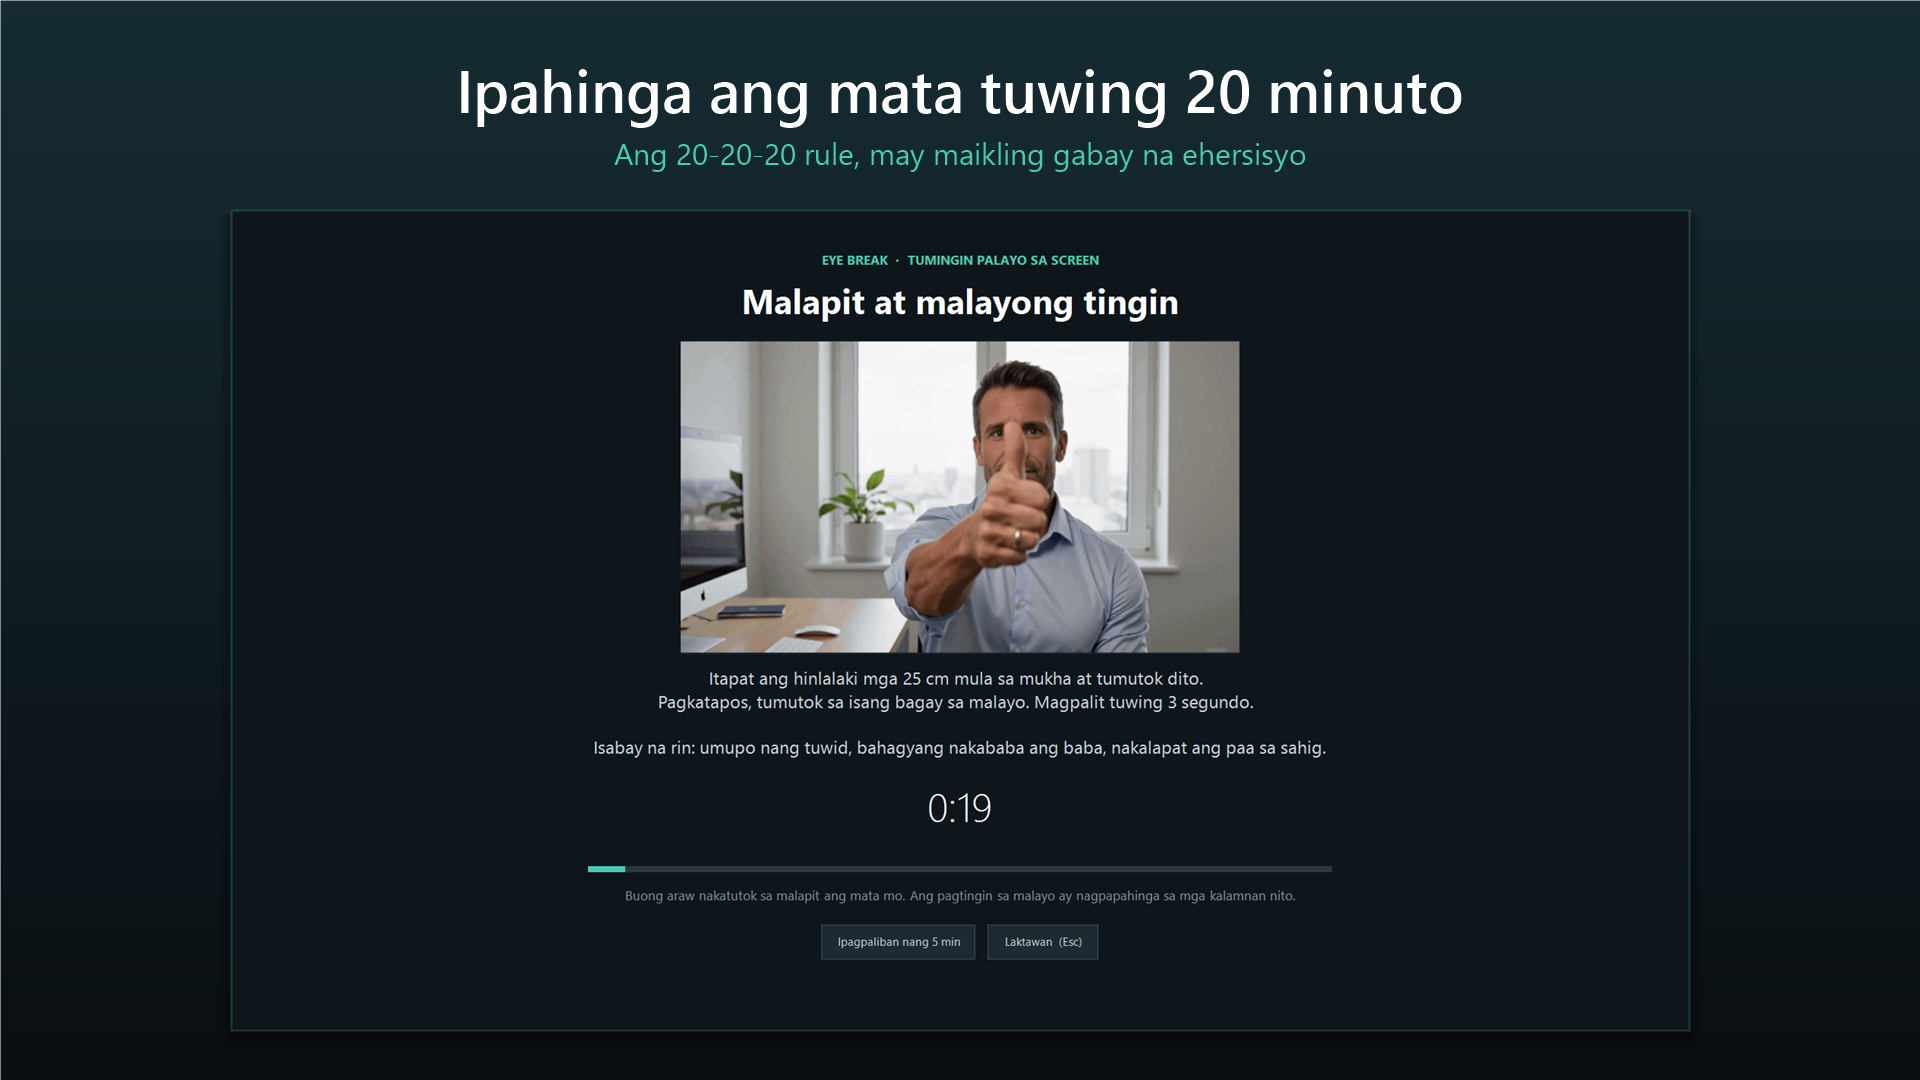 Ipahinga ang mata tuwing 20 minuto
Ang 20-20-20 rule, may maikling gabay na ehersisyo
EYE BREAK · TUMINGIN PALAYO SA SCREEN
Malapit at malayong tingin
Itapat ang hinlalaki mga 25 cm mula sa mukha at tumutok dito.
Pagkatapos, tumutok sa isang bagay sa malayo. Magpalit tuwing 3 segundo.
Isabay na rin: umupo nang tuwid, bahagyang nakababa ang baba, nakalapat ang paa sa sahig.
0:19
Buong araw nakatutok sa malapit ang mata mo. Ang pagtingin sa malayo ay nagpapahinga sa mga kalamnan nito.
Ipagpaliban nang 5 min
Laktawan (Esc)